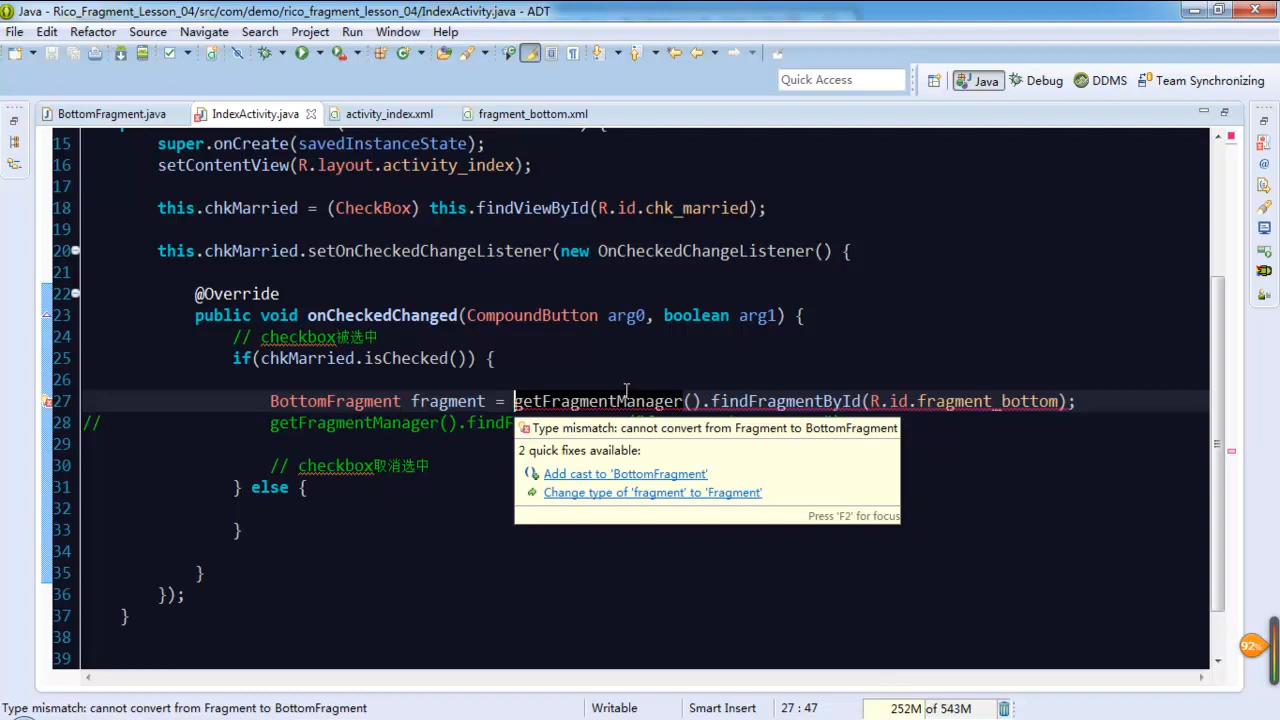 Java - Rico_Fragment_Lesson_04/src/com/demo/rico_fragment_lesson_04/IndexActivity.java - ADT
File Edit Refactor Source Navigate Search Project Run Window Help
Quick Access Java Debug DDMS Team Synchronizing
BottomFragment.java IndexActivity.java activity_index.xml fragment_bottom.xml
15 super.onCreate(savedInstanceState);
16 setContentView(R.layout.activity_index);
17
18 this.chkMarried = (CheckBox) this.findViewById(R.id.chk_married);
19
20 this.chkMarried.setOnCheckedChangeListener(new OnCheckedChangeListener() {
21
22 @Override
23 public void onCheckedChanged(CompoundButton arg0, boolean arg1) {
24 // checkbox被选中
25 if(chkMarried.isChecked()) {
26
27 BottomFragment fragment = getFragmentManager().findFragmentById(R.id.fragment_bottom);
28 // getFragmentManager().findF
Type mismatch: cannot convert from Fragment to BottomFragment
2 quick fixes available:
Add cast to 'BottomFragment'
Change type of 'fragment' to 'Fragment'
Press 'F2' for focus
29
30 // checkbox取消选中
31 } else {
32
33 }
34
35 }
36 });
37 }
38
39
92%
Type mismatch: cannot convert from Fragment to BottomFragment Writable Smart Insert 27 : 47 252M of 543M